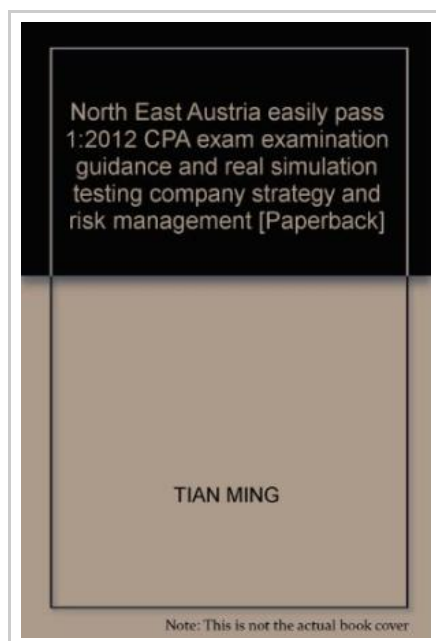 North East Austria easily pass
1:2012 CPA exam examination
guidance and real simulation
testing company strategy and
risk management [Paperback]
TIAN MING
Note: This is not the actual book cover